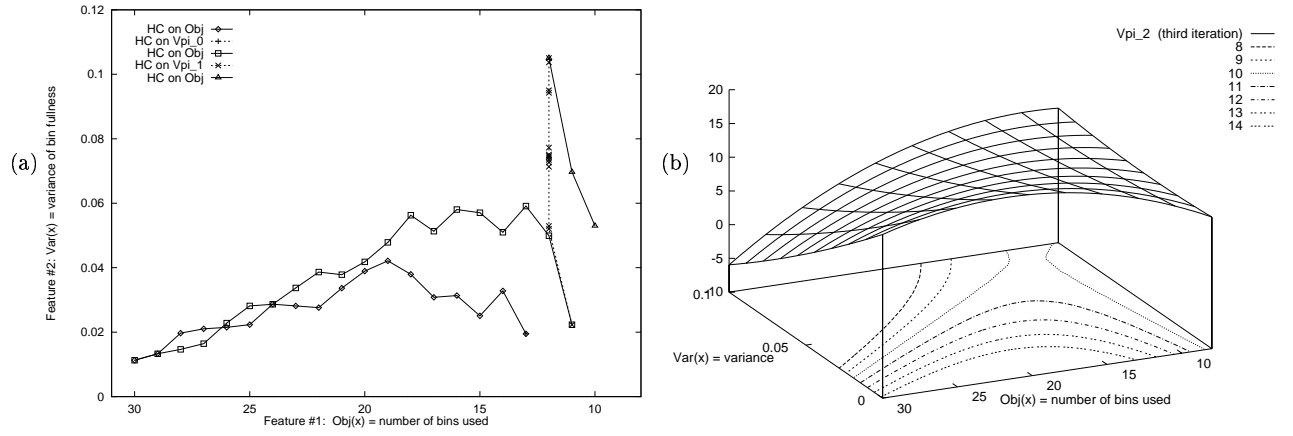 (a)
Feature #2: Var(x) = variance of bin fullness
0.12
0.1
0.08
0.06
0.04
0.02
0
HC on Obj
HC on Vpi_0
HC on Obj
HC on Vpi_1
HC on Obj
30
25
20
15
10
Feature #1: Obj(x) = number of bins used
(b)
Vpi_2 (third iteration)
8
9
10
11
12
13
14
20
15
10
5
0
-5
-10
0.1
0.05
0
Var(x) = variance
30
25
20
15
10
Obj(x) = number of bins used